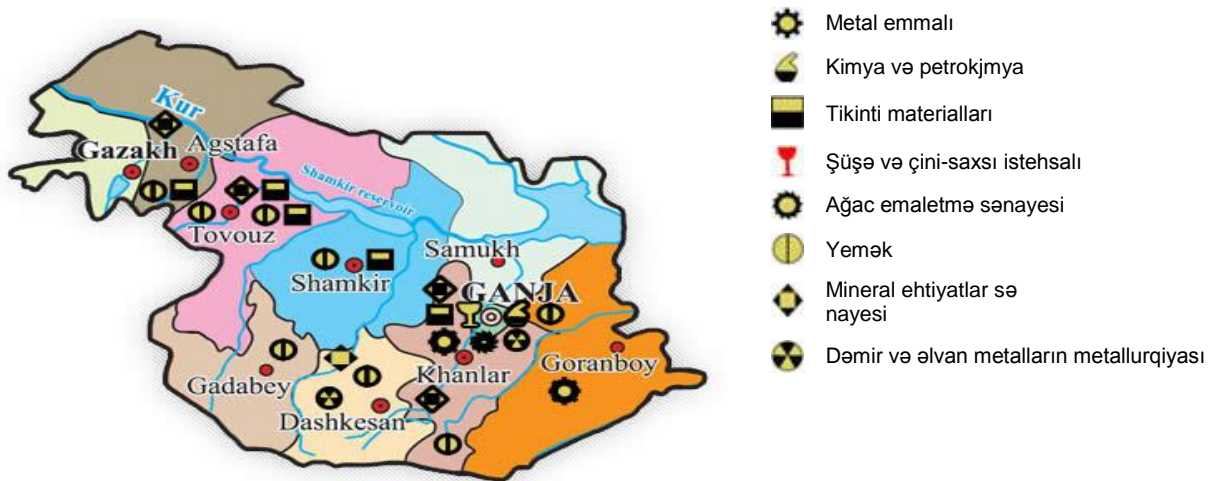 Kur
Gazakh
Agstafa
Shamkir reservoir
Tovouz
Shamkir
Samukh
GANJA
Gadabey
Dashkesan
Khanlar
Goranboy
Metal emmalı
Kimya və petrokjmya
Tikinti materialları
Şüşə və çini-saxsı istehsalı
Ağac emaletmə sənayesi
Yemək
Mineral ehtiyatlar sə
nayesi
Dəmir və əlvan metalların metallurqiyası